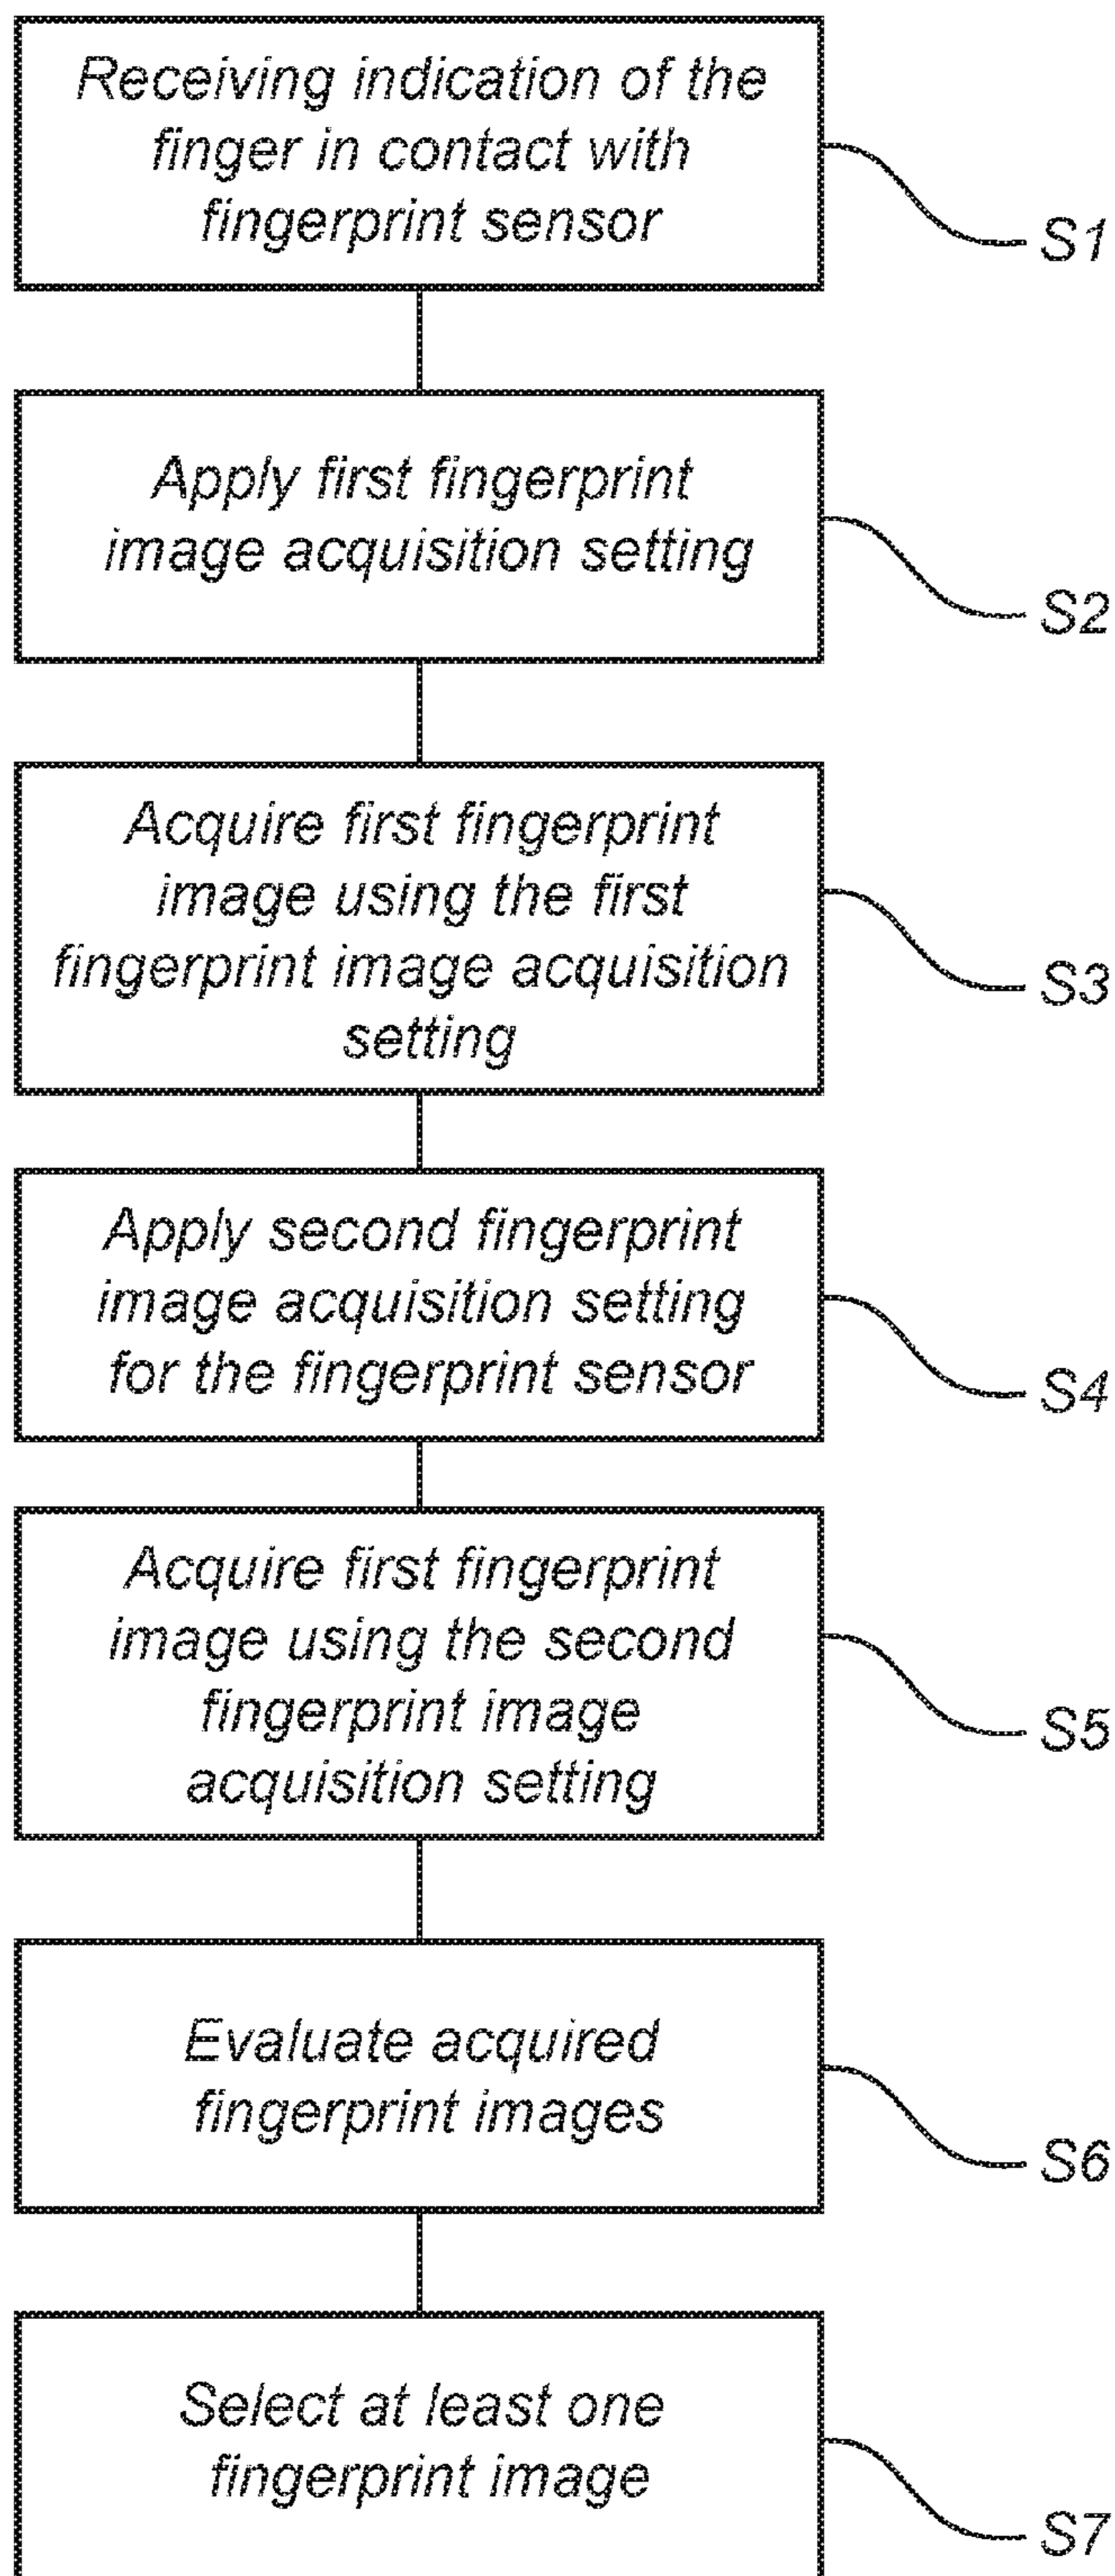 Receiving indication of the
finger in contact with
fingerprint sensor
S1
Apply first fingerprint
image acquisition setting
S2
Acquire first fingerprint
image using the first
fingerprint image acquisition
setting
S3
Apply second fingerprint
image acquisition setting
for the fingerprint sensor
S4
Acquire first fingerprint
image using the second
fingerprint image
acquisition setting
S5
Evaluate acquired
fingerprint images
S6
Select at least one
fingerprint image
S7